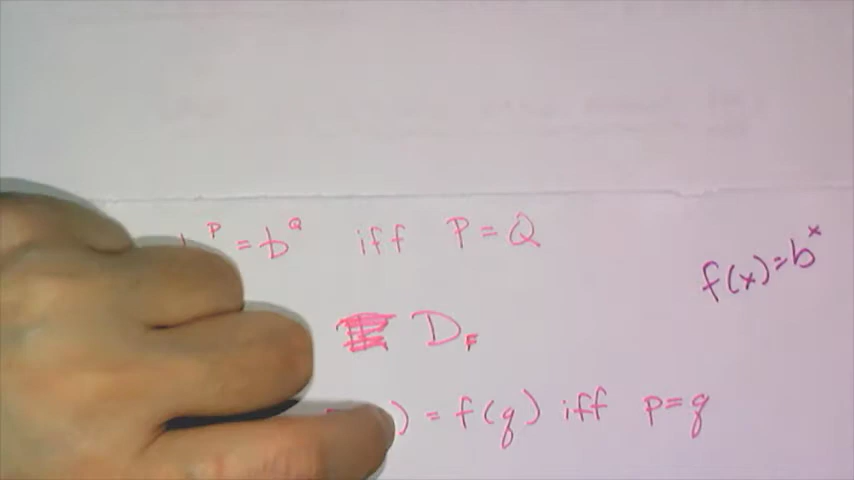 b^P = b^Q iff P = Q
f(x) = b^x
D_F
) = f(q) iff p = q